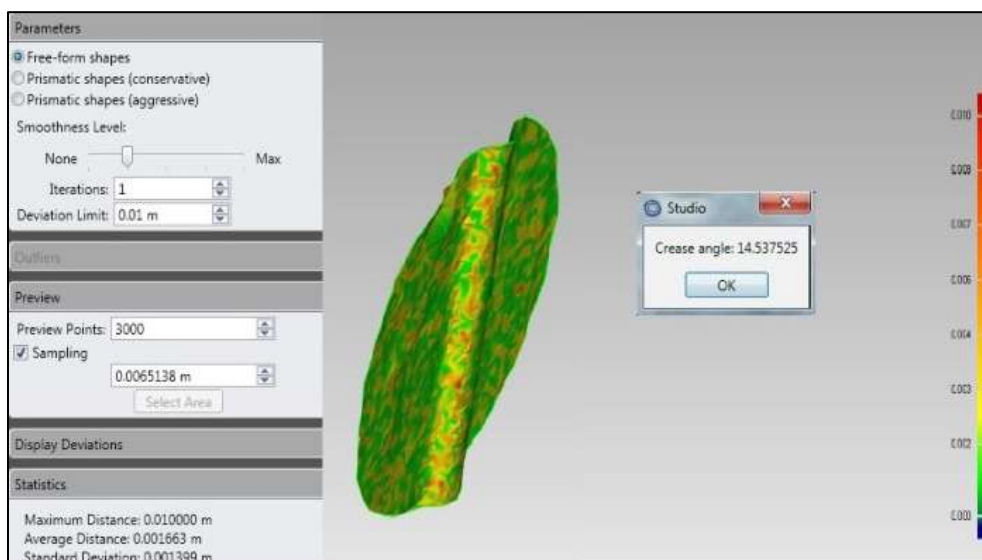 Parameters
Free-form shapes
Prismatic shapes (conservative)
Prismatic shapes (aggressive)
Smoothness Level:
None Max
Iterations: 1
Deviation Limit: 0.01 m
Outliers
Preview
Preview Points: 3000
Sampling
0.0065138 m
Select Area
Display Deviations
Statistics
Maximum Distance: 0.010000 m
Average Distance: 0.001663 m
Standard Deviation: 0.001399 m
Studio
Crease angle: 14.537525
OK
0.010
0.009
0.007
0.006
0.004
0.003
0.002
0.000